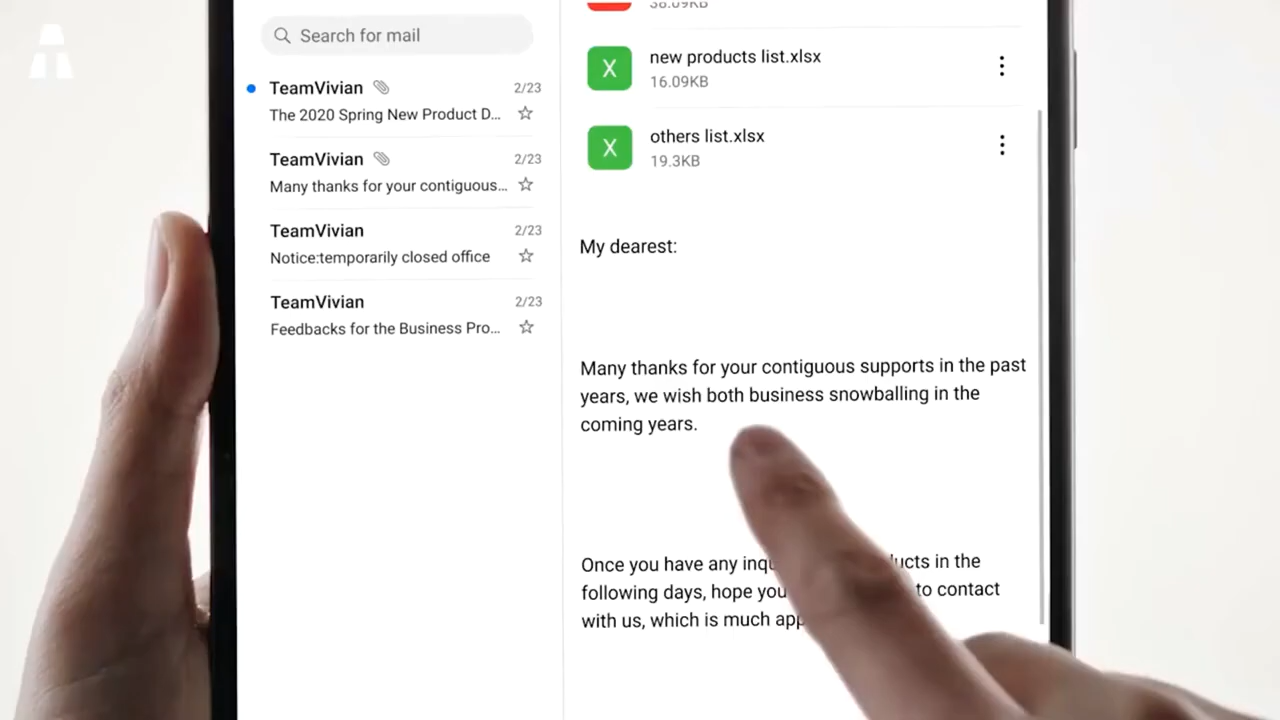 Search for mail
TeamVivian
2/23
The 2020 Spring New Product D...
TeamVivian
2/23
Many thanks for your contiguous...
TeamVivian
2/23
Notice:temporarily closed office
TeamVivian
2/23
Feedbacks for the Business Pro...
38.09KB
X
new products list.xlsx
16.09KB
X
others list.xlsx
19.3KB
My dearest:
Many thanks for your contiguous supports in the past
years, we wish both business snowballing in the
coming years.
Once you have any in the
following days, hope you to contact
with us, which is much